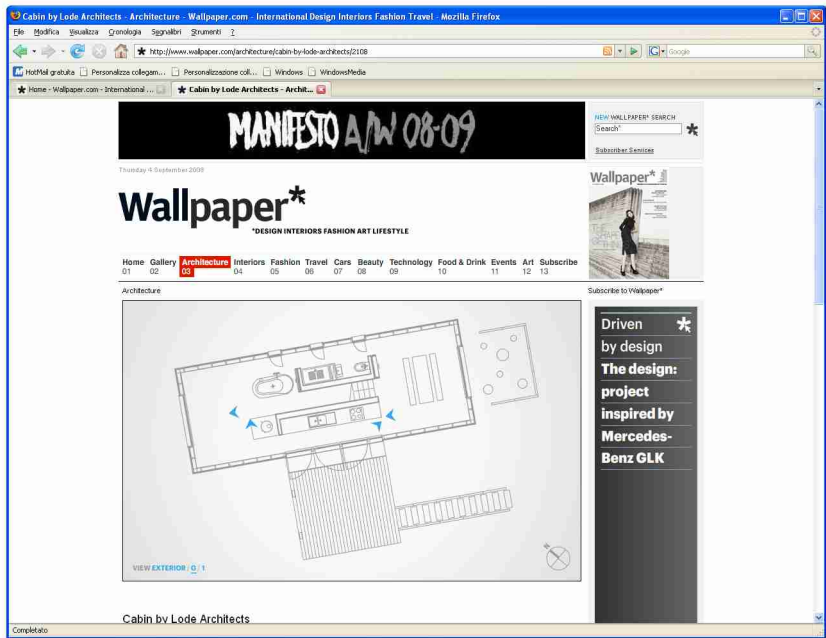 Cabin by Lode Architects - Architecture - Wallpaper.com - International Design Interiors Fashion Travel - Mozilla Firefox
File Modifica Visualizza Cronologia Segnalibri Strumenti ?
http://www.wallpaper.com/architecture/cabin-by-lode-architects/2108
Google
HotMail gratuita Personalizza collegam... Personalizzazione coll... Windows WindowsMedia
Home - Wallpaper.com - International ... Cabin by Lode Architects - Archit...
MANIFESTO A/W 08-09
NEW WALLPAPER* SEARCH
Search*
Subscriber Services
Thursday 4 September 2008
Wallpaper*
*DESIGN INTERIORS FASHION ART LIFESTYLE
Wallpaper*
Home Gallery Architecture Interiors Fashion Travel Cars Beauty Technology Food & Drink Events Art Subscribe
01 02 03 04 05 06 07 08 09 10 11 12 13
Architecture
Subscribe to Wallpaper*
Driven
by design
The design:
project
inspired by
Mercedes-
Benz GLK
VIEW EXTERIOR | 0 / 1
Cabin by Lode Architects
Completato